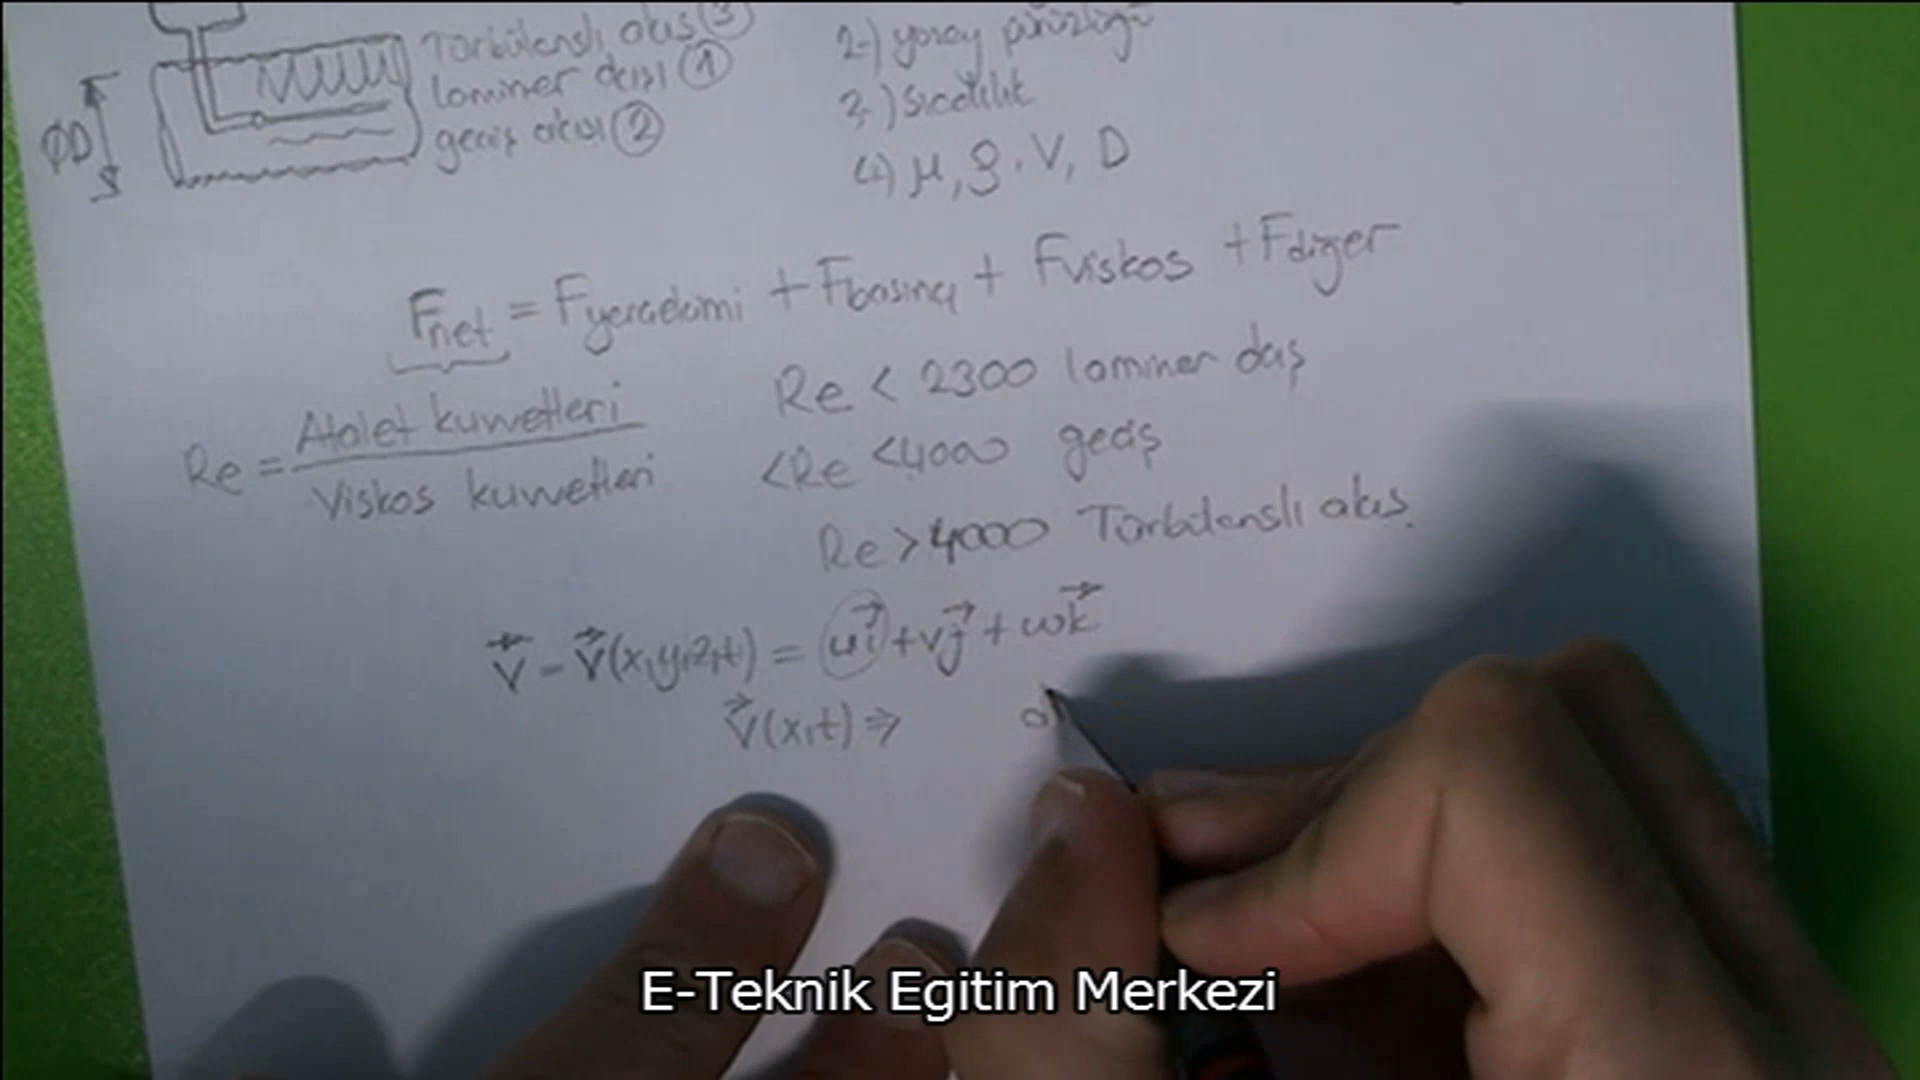 Türbülanslı akış ③
laminer akışı ①
geçiş akışı ②
ØD
2-) yüzey pürüzlüğü
3-) Sıcaklık
4) μ, ρ, V, D
Fnet = Fyerçekimi + Fbasınç + Fviskos + Fdiğer
Re = Atalet kuvvetleri
Viskos kuvvetleri
Re < 2300 laminer akış
<Re <4000 geçiş
Re > 4000 Türbülanslı akış.
V⃗ - V⃗(x,y,z,t) = ui⃗ + vj⃗ + wk⃗
V⃗(x,t) ⇒
E-Teknik Egitim Merkezi